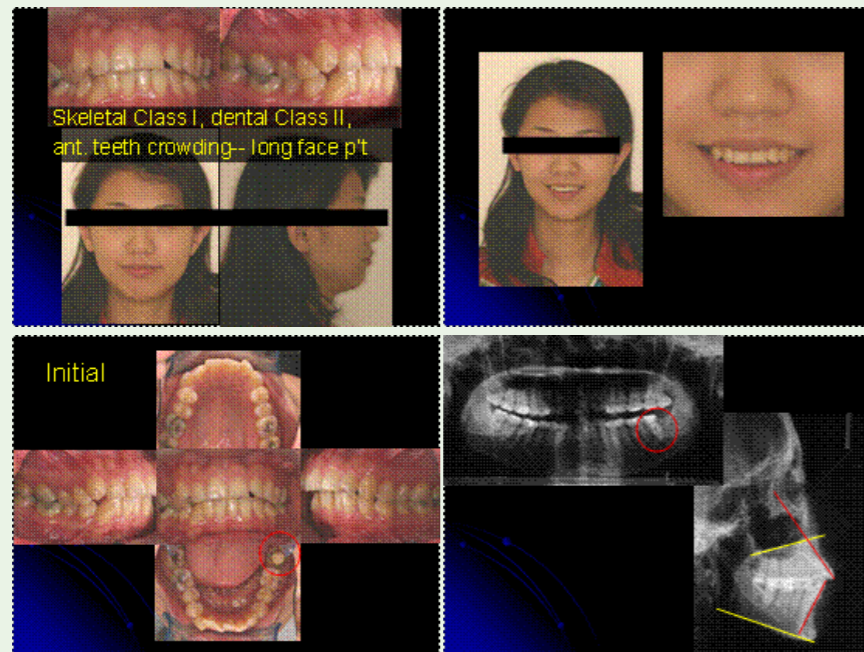 Skeletal Class I, dental Class II,
ant. teeth crowding-- long face p't
Initial